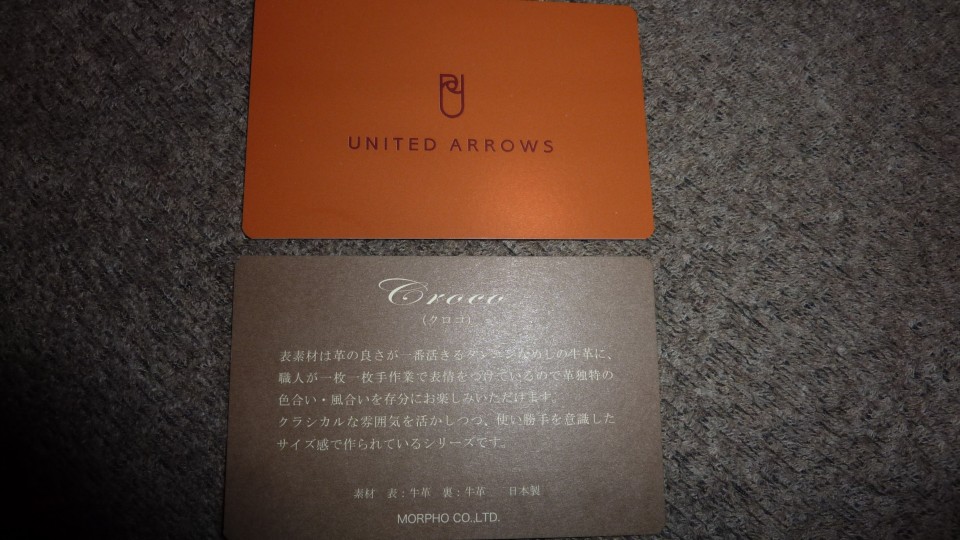 UNITED ARROWS
Croco
（クロコ）
表素材は革の良さが一番活きるタンニンなめしの牛革に、
職人が一枚一枚手作業で表情をつけているので革独特の
色合い・風合いを存分にお楽しみいただけます。
クラシカルな雰囲気を活かしつつ、使い勝手を意識した
サイズ感で作られているシリーズです。
素材　表：牛革　裏：牛革　　日本製
MORPHO CO.,LTD.